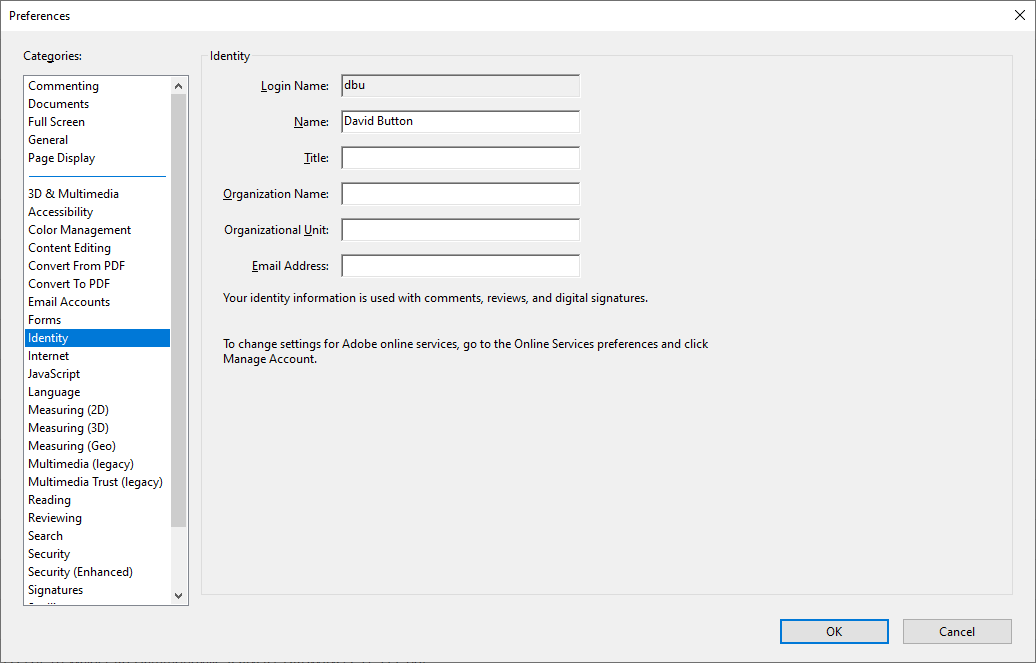 Preferences
Categories:
Commenting
Documents
Full Screen
General
Page Display
3D & Multimedia
Accessibility
Color Management
Content Editing
Convert From PDF
Convert To PDF
Email Accounts
Forms
Identity
Internet
JavaScript
Language
Measuring (2D)
Measuring (3D)
Measuring (Geo)
Multimedia (legacy)
Multimedia Trust (legacy)
Reading
Reviewing
Search
Security
Security (Enhanced)
Signatures
Identity
Login Name: dbu
Name: David Button
Title:
Organization Name:
Organizational Unit:
Email Address:
Your identity information is used with comments, reviews, and digital signatures.
To change settings for Adobe online services, go to the Online Services preferences and click
Manage Account.
OK Cancel